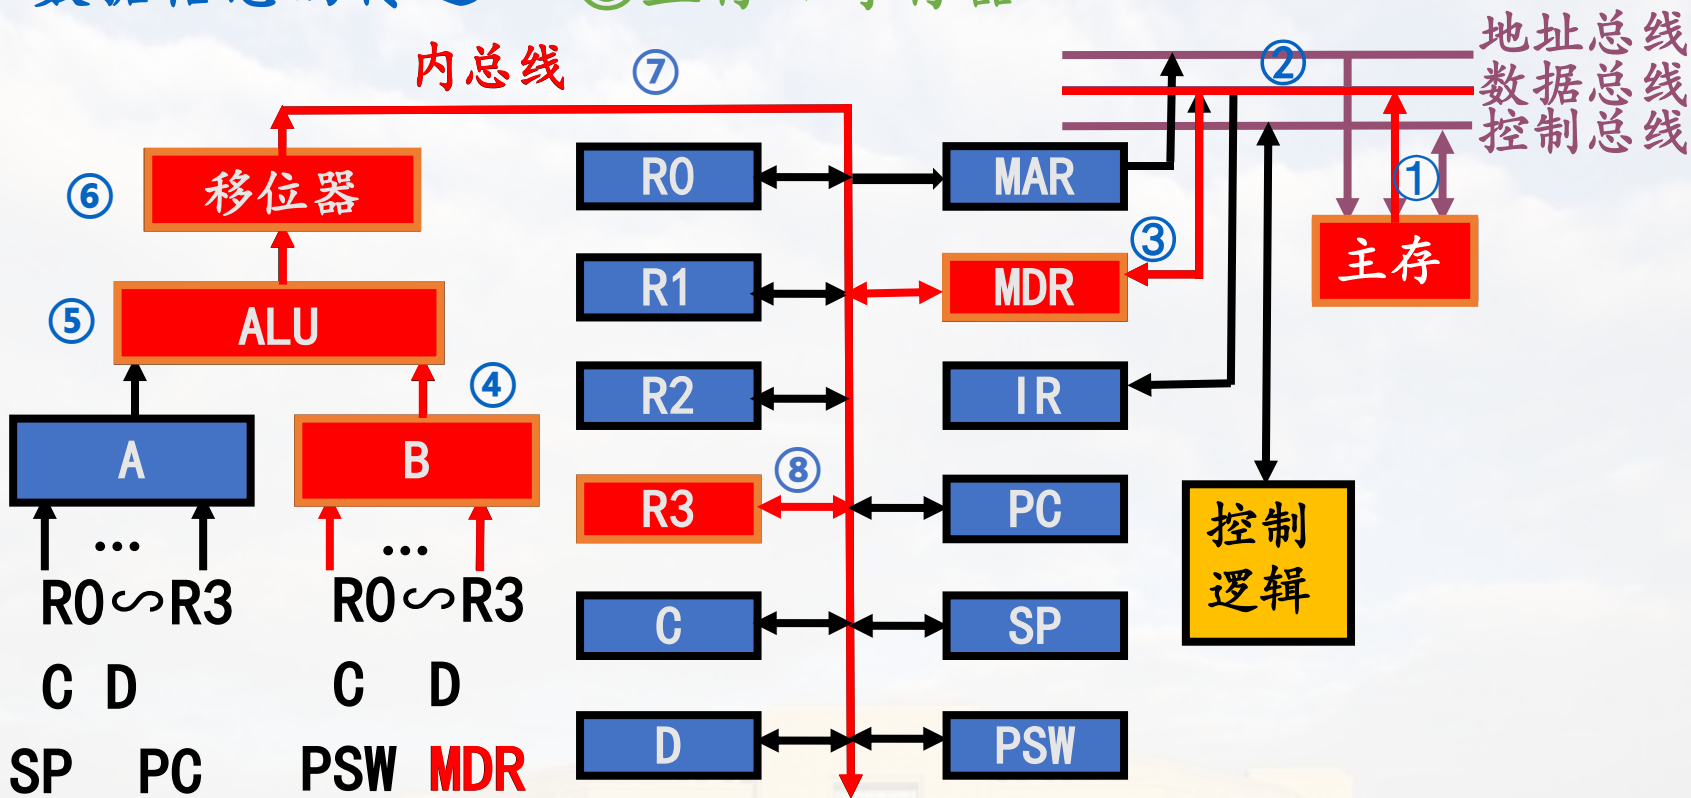 内总线
⑦
②
地址总线
数据总线
控制总线
①
移位器
⑥
R0
MAR
③
主存
R1
MDR
ALU
⑤
④
R2
IR
A
B
⑧
R3
PC
控制
逻辑
...
...
R0∽R3
R0∽R3
C
SP
C D
C D
D
PSW
SP PC
PSW MDR